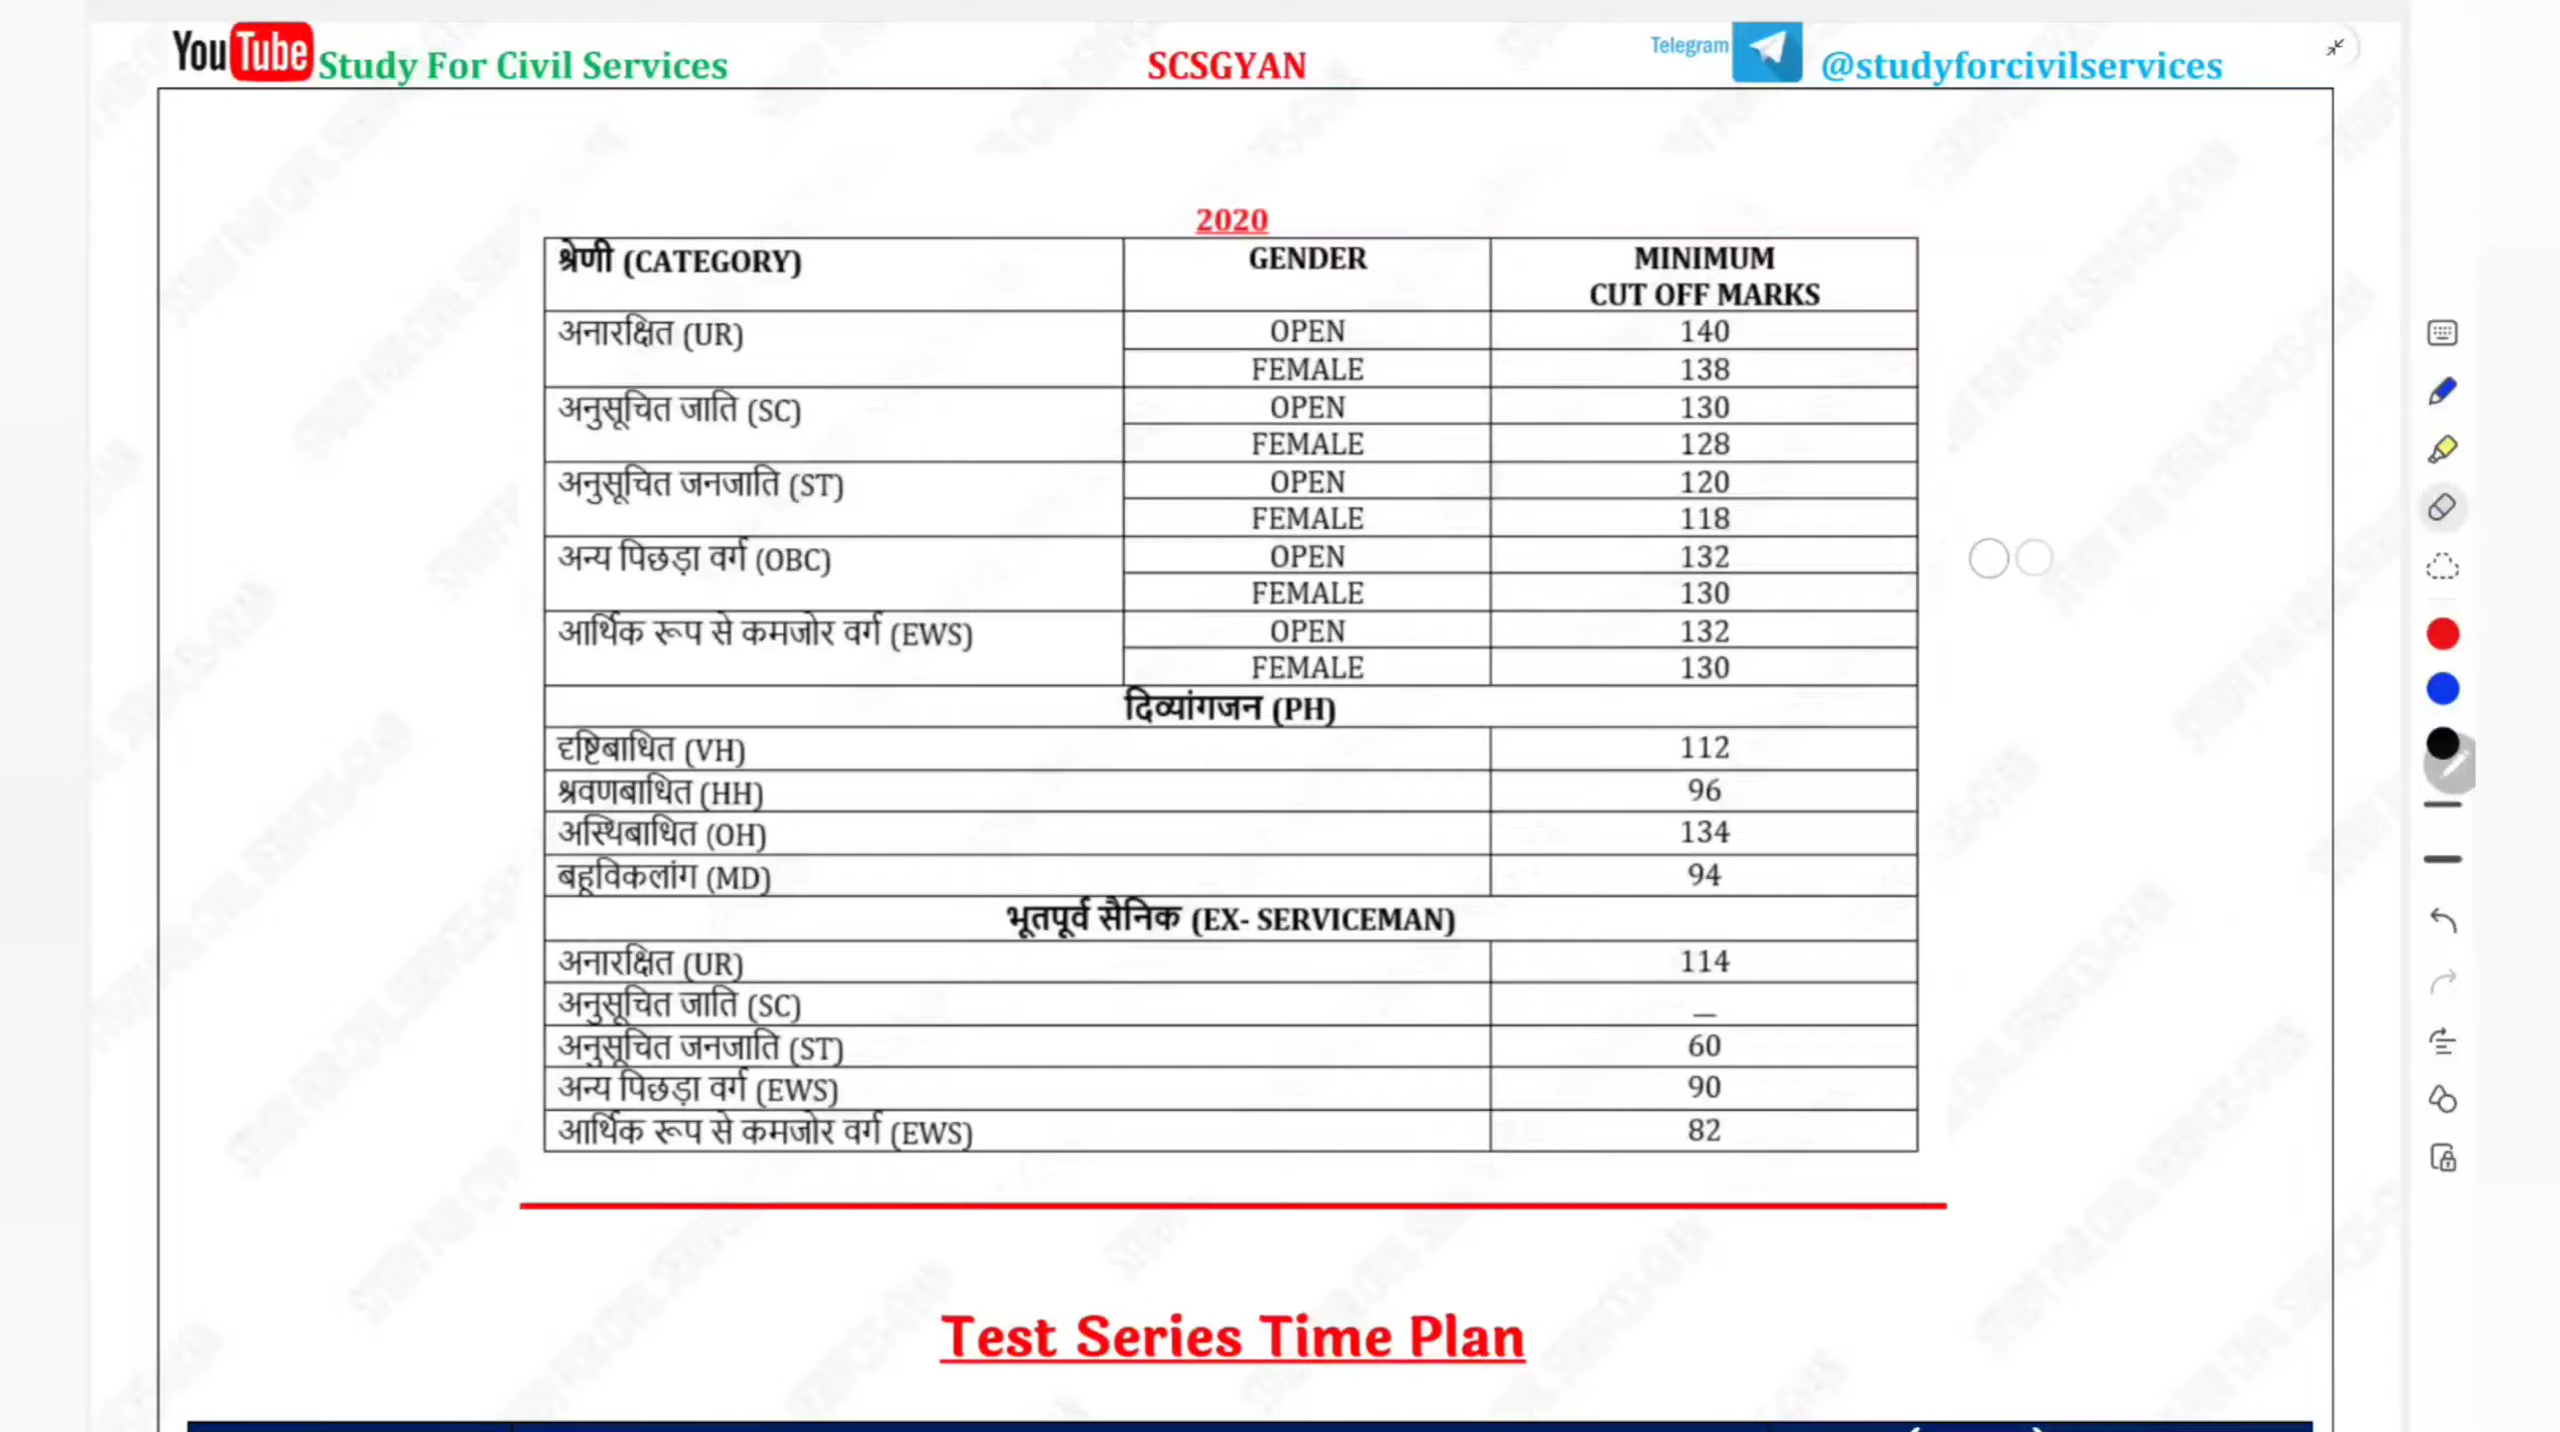 YouTube Study For Civil Services SCSGYAN Telegram @studyforcivilservices
2020
श्रेणी (CATEGORY) GENDER MINIMUM
CUT OFF MARKS
अनारक्षित (UR) OPEN 140
FEMALE 138
अनुसूचित जाति (SC) OPEN 130
FEMALE 128
अनुसूचित जनजाति (ST) OPEN 120
FEMALE 118
अन्य पिछड़ा वर्ग (OBC) OPEN 132
FEMALE 130
आर्थिक रूप से कमजोर वर्ग (EWS) OPEN 132
FEMALE 130
दिव्यांगजन (PH)
दृष्टिबाधित (VH) 112
श्रवणबाधित (HH) 96
अस्थिबाधित (OH) 134
बहूविकलांग (MD) 94
भूतपूर्व सैनिक (EX- SERVICEMAN)
अनारक्षित (UR) 114
अनुसूचित जाति (SC) _
अनुसूचित जनजाति (ST) 60
अन्य पिछड़ा वर्ग (EWS) 90
आर्थिक रूप से कमजोर वर्ग (EWS) 82
Test Series Time Plan